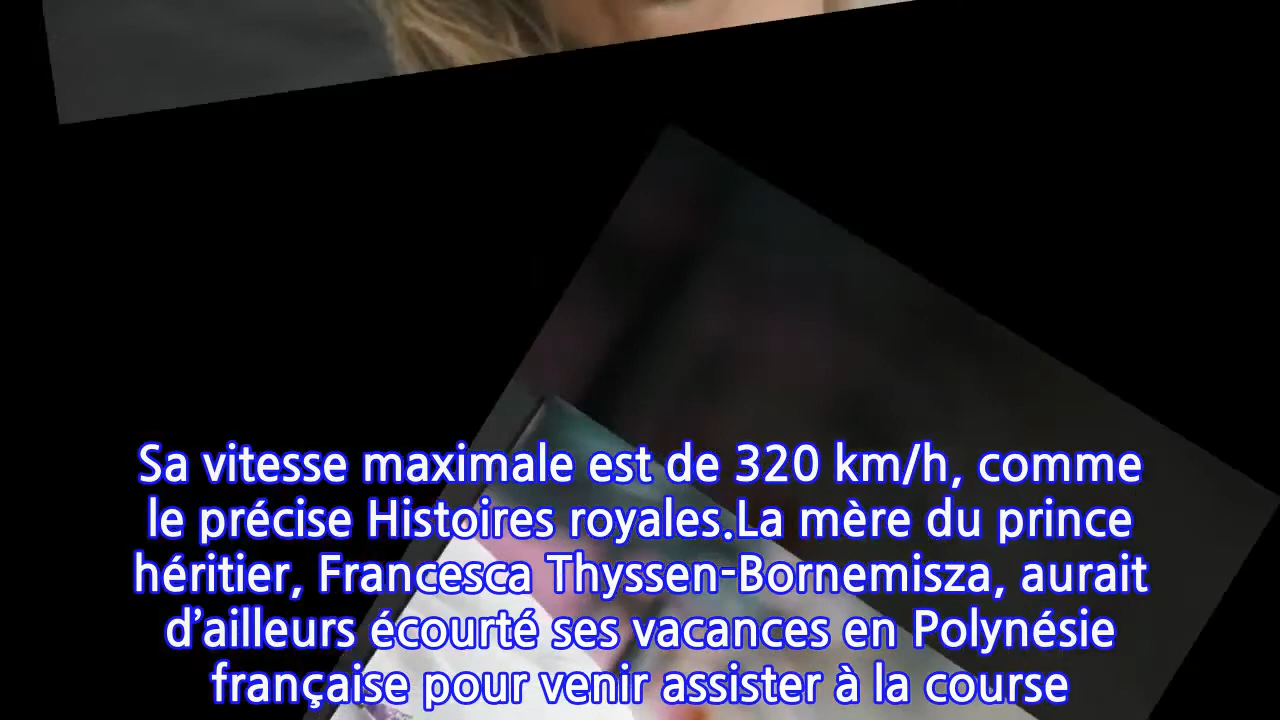 Sa vitesse maximale est de 320 km/h, comme
le précise Histoires royales.La mère du prince
héritier, Francesca Thyssen-Bornemisza, aurait
d’ailleurs écourté ses vacances en Polynésie
française pour venir assister à la course